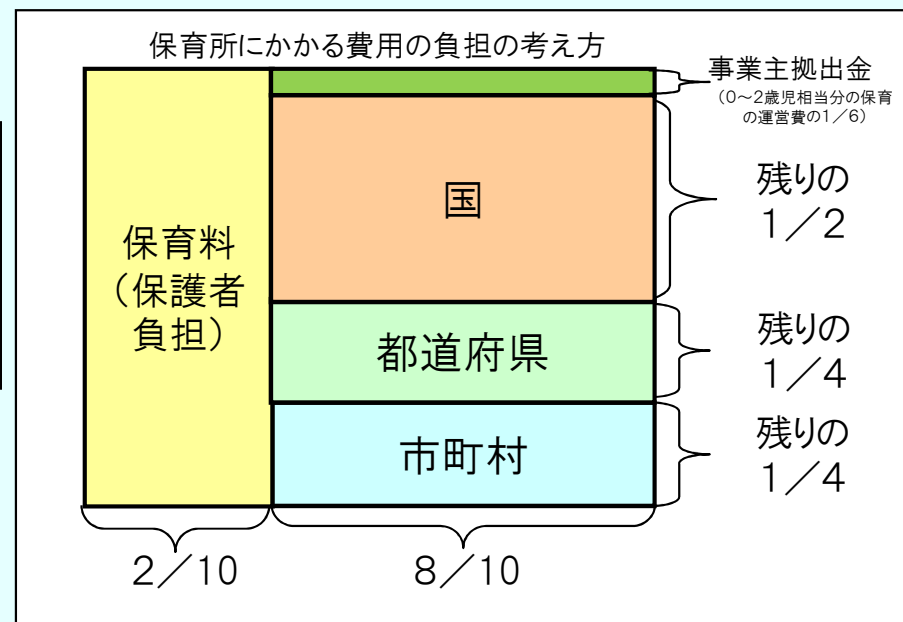 保育所にかかる費用の負担の考え方
事業主拠出金
（０～２歳児相当分の保育
の運営費の１／６）
国
残りの
１／２
保育料
（保護者
負担）
都道府県
残りの
１／４
市町村
残りの
１／４
２／10
８／10